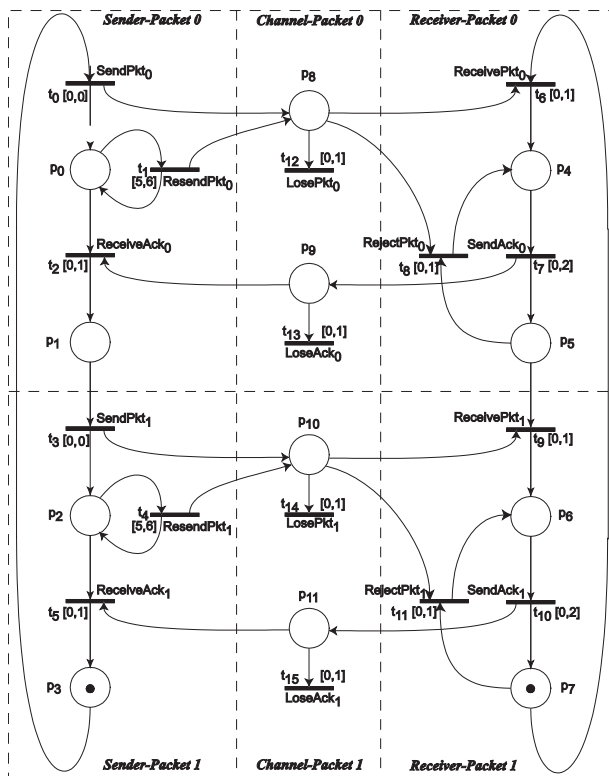 Sender-Packet 0 Channel-Packet 0 Receiver-Packet 0
SendPkt0
t0 [0,0]
p8
ReceivePkt0
t6 [0,1]
p0
t1
[5,6] ResendPkt0
t12 [0,1]
LosePkt0
p4
ReceiveAck0
t2 [0,1]
p9
RejectPkt0
t8 [0,1]
SendAck0
t7 [0,2]
p1
t13 [0,1]
LoseAck0
p5
SendPkt1
t3 [0,0]
p10
ReceivePkt1
t9 [0,1]
p2
t4
[5,6] ResendPkt1
t14 [0,1]
LosePkt1
p6
ReceiveAck1
t5 [0,1]
p11
RejectPkt1
t11 [0,1]
SendAck1
t10 [0,2]
p3
t15 [0,1]
LoseAck1
p7
Sender-Packet 1 Channel-Packet 1 Receiver-Packet 1